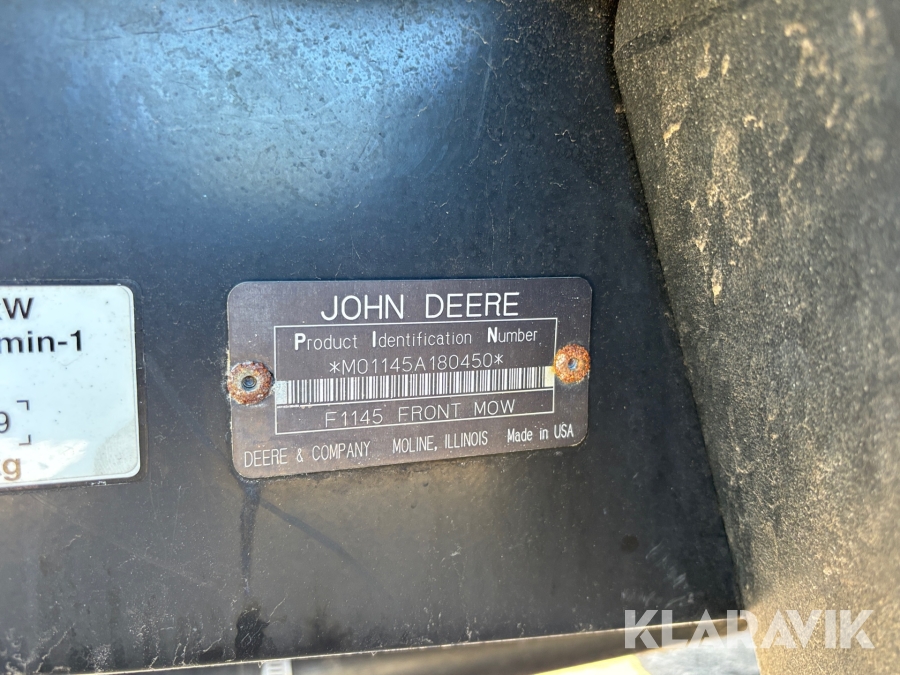 JOHN DEERE
Product Identification Number
*M01145A180450*
F1145 FRONT MOW
DEERE & COMPANY MOLINE, ILLINOIS Made in USA
W
min-1
9
g
KLARAVIK